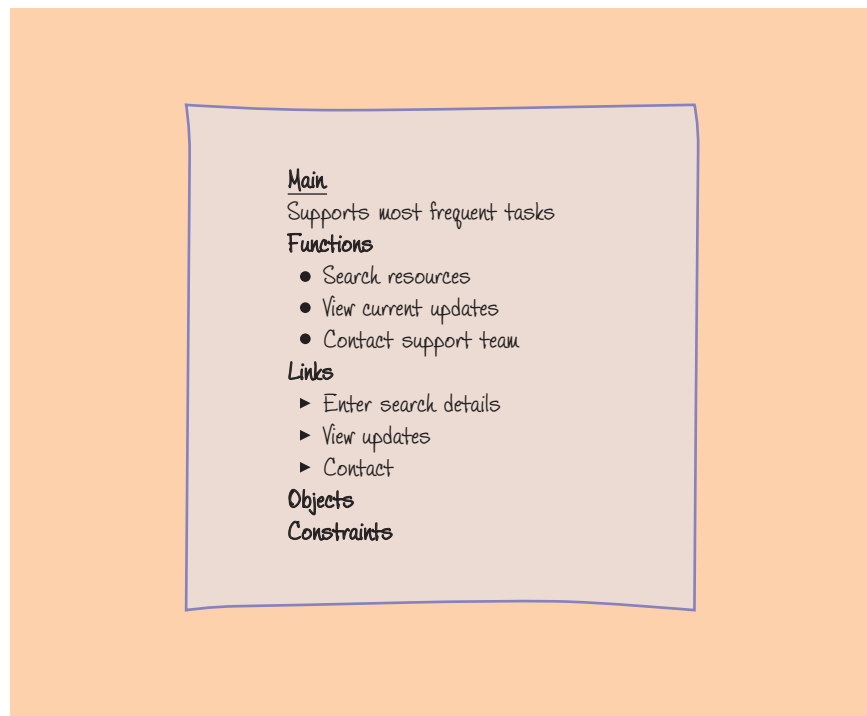 Main
Supports most frequent tasks
Functions
● Search resources
● View current updates
● Contact support team
Links
► Enter search details
► View updates
► Contact
Objects
Constraints